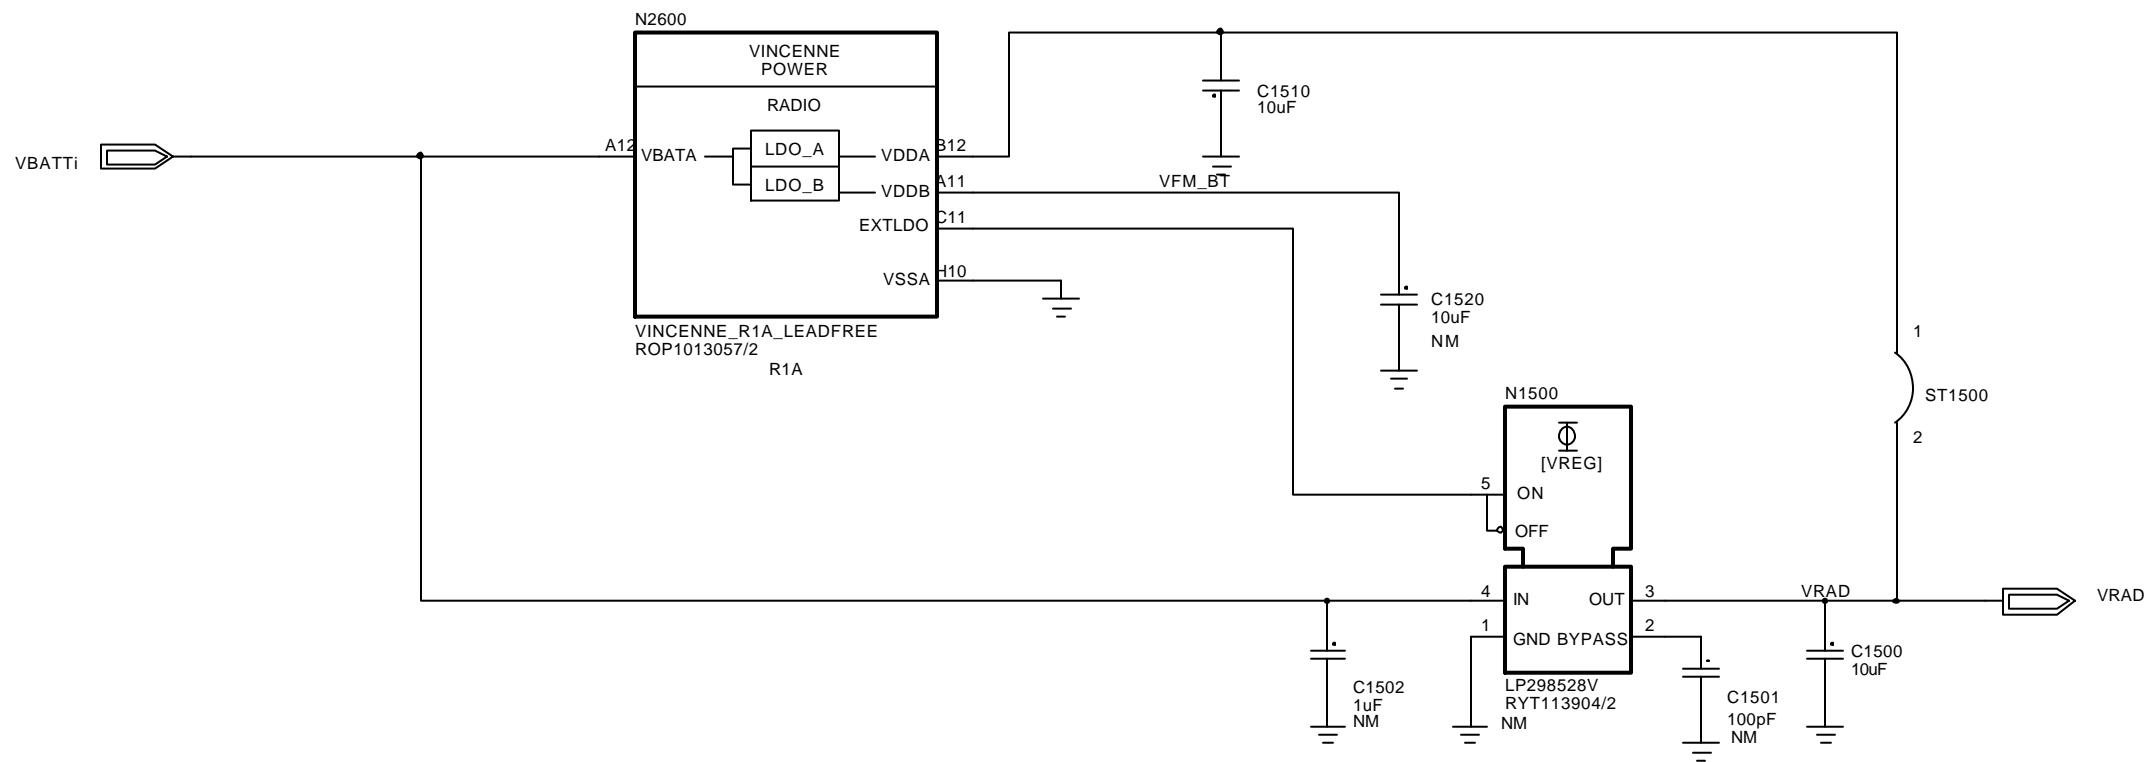 N2600
VINCENNE
POWER
RADIO
VBATTi
A12
VBATA
LDO_A
LDO_B
VDDA
B12
VDDB
A11
VFM_BT
EXTLDO
C11
VSSA
H10
VINCENNE_R1A_LEADFREE
ROP1013057/2
R1A
C1510
10uF
C1520
10uF
NM
1
ST1500
2
N1500
[VREG]
5
ON
OFF
4
IN
OUT
3
VRAD
VRAD
1
GND BYPASS
2
LP298528V
RYT113904/2
NM
C1502
1uF
NM
C1501
100pF
NM
C1500
10uF